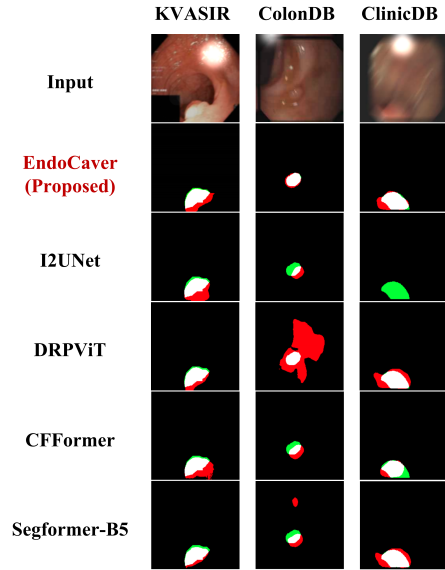 KVASIR ColonDB ClinicDB
Input
EndoCaver
(Proposed)
I2UNet
DRPViT
CFFormer
Segformer-B5